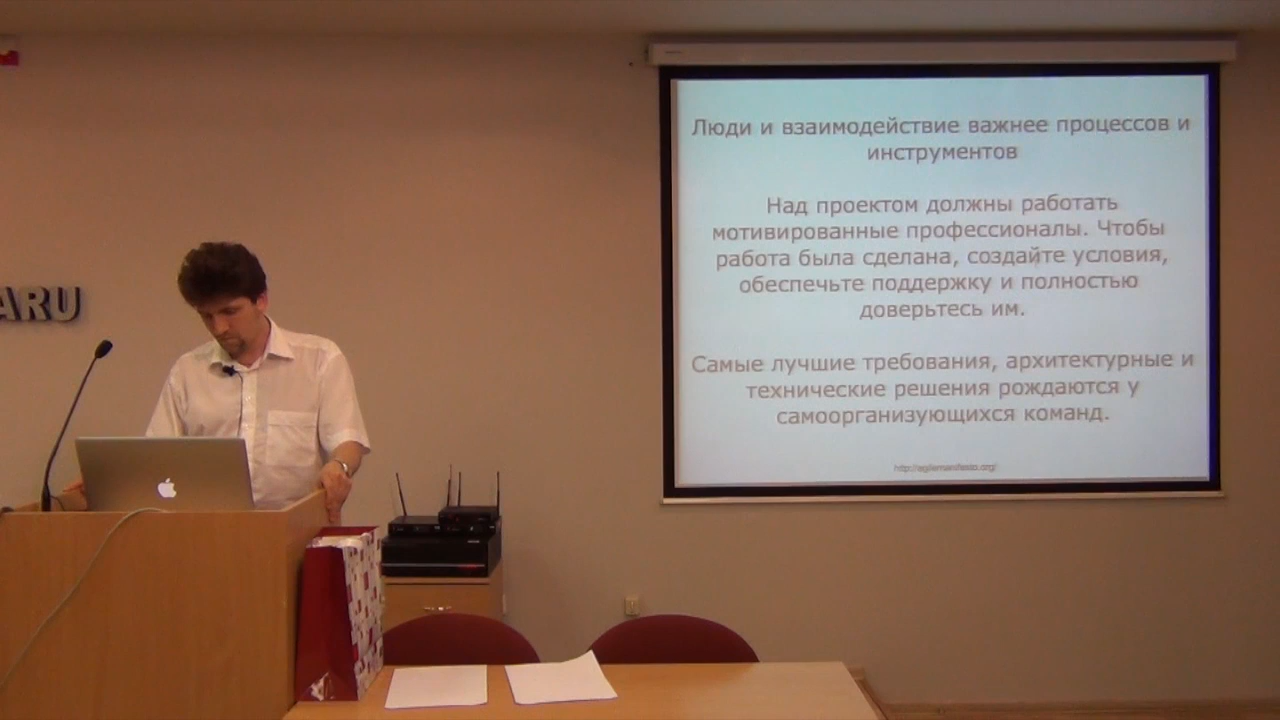 ARU
Люди и взаимодействие важнее процессов и
инструментов
Над проектом должны работать
мотивированные профессионалы. Чтобы
работа была сделана, создайте условия,
обеспечьте поддержку и полностью
доверьтесь им.
Самые лучшие требования, архитектурные и
технические решения рождаются у
самоорганизующихся команд.
http://agilemanifesto.org/